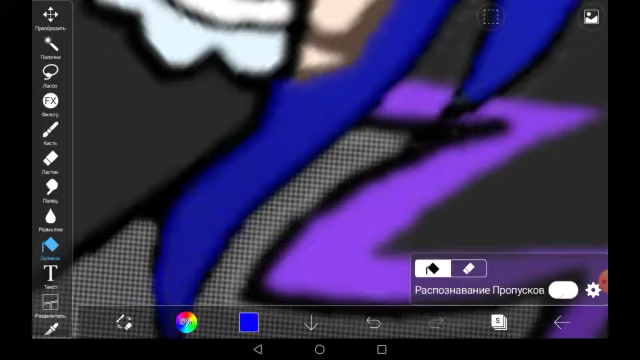 Преобразить
Палочки
Лассо
FX
Фильтр
Кисть
Ластик
Палец
Размытие
Заливка
T
Текст
Разделитель
Распознавание Пропусков
S